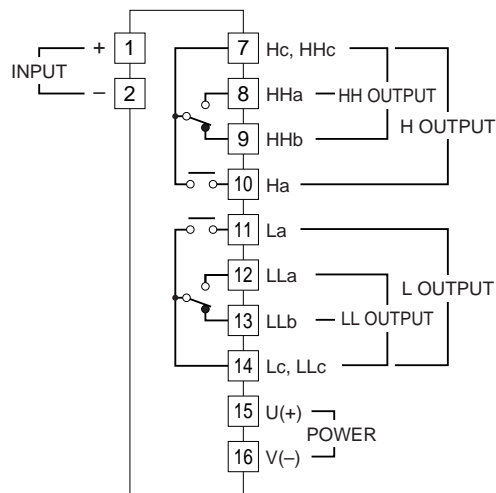 INPUT
+ 1
– 2
7 Hc, HHc
8 HHa
HH OUTPUT
9 HHb
H OUTPUT
10 Ha
11 La
12 LLa
L OUTPUT
13 LLb
LL OUTPUT
14 Lc, LLc
15 U(+)
POWER
16 V(–)